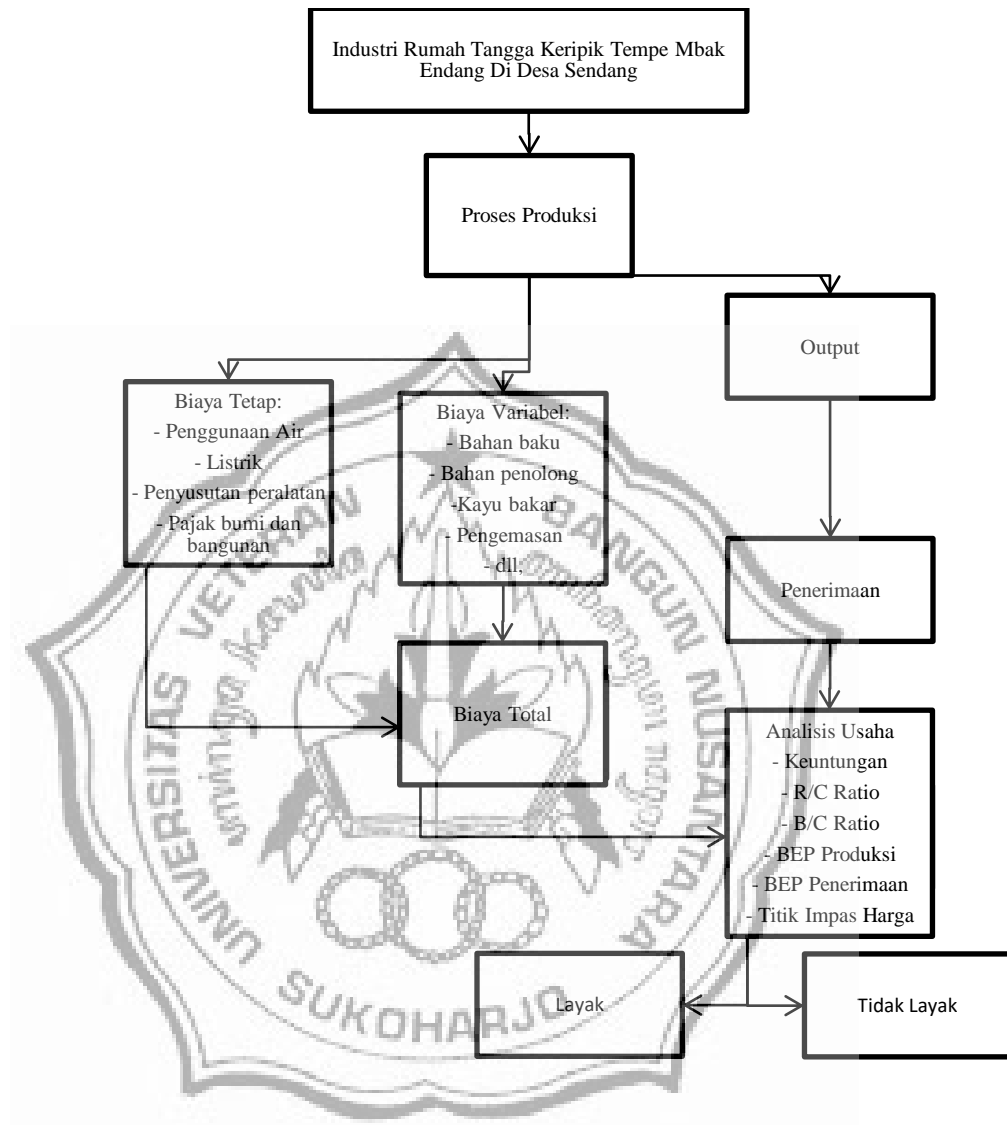 Industri Rumah Tangga Keripik Tempe Mbak
Endang Di Desa Sendang
Proses Produksi
Output
Biaya Tetap:
- Penggunaan Air
- Listrik
- Penyusutan peralatan
- Pajak bumi dan
bangunan
Biaya Variabel:
- Bahan baku
- Bahan penolong
-Kayu bakar
- Pengemasan
- dll;
Penerimaan
Biaya Total
Analisis Usaha
- Keuntungan
- R/C Ratio
- B/C Ratio
- BEP Produksi
- BEP Penerimaan
- Titik Impas Harga
Layak
Tidak Layak
UNIVERSITAS VETERAN BANGUN NUSANTARA
SUKOHARJO